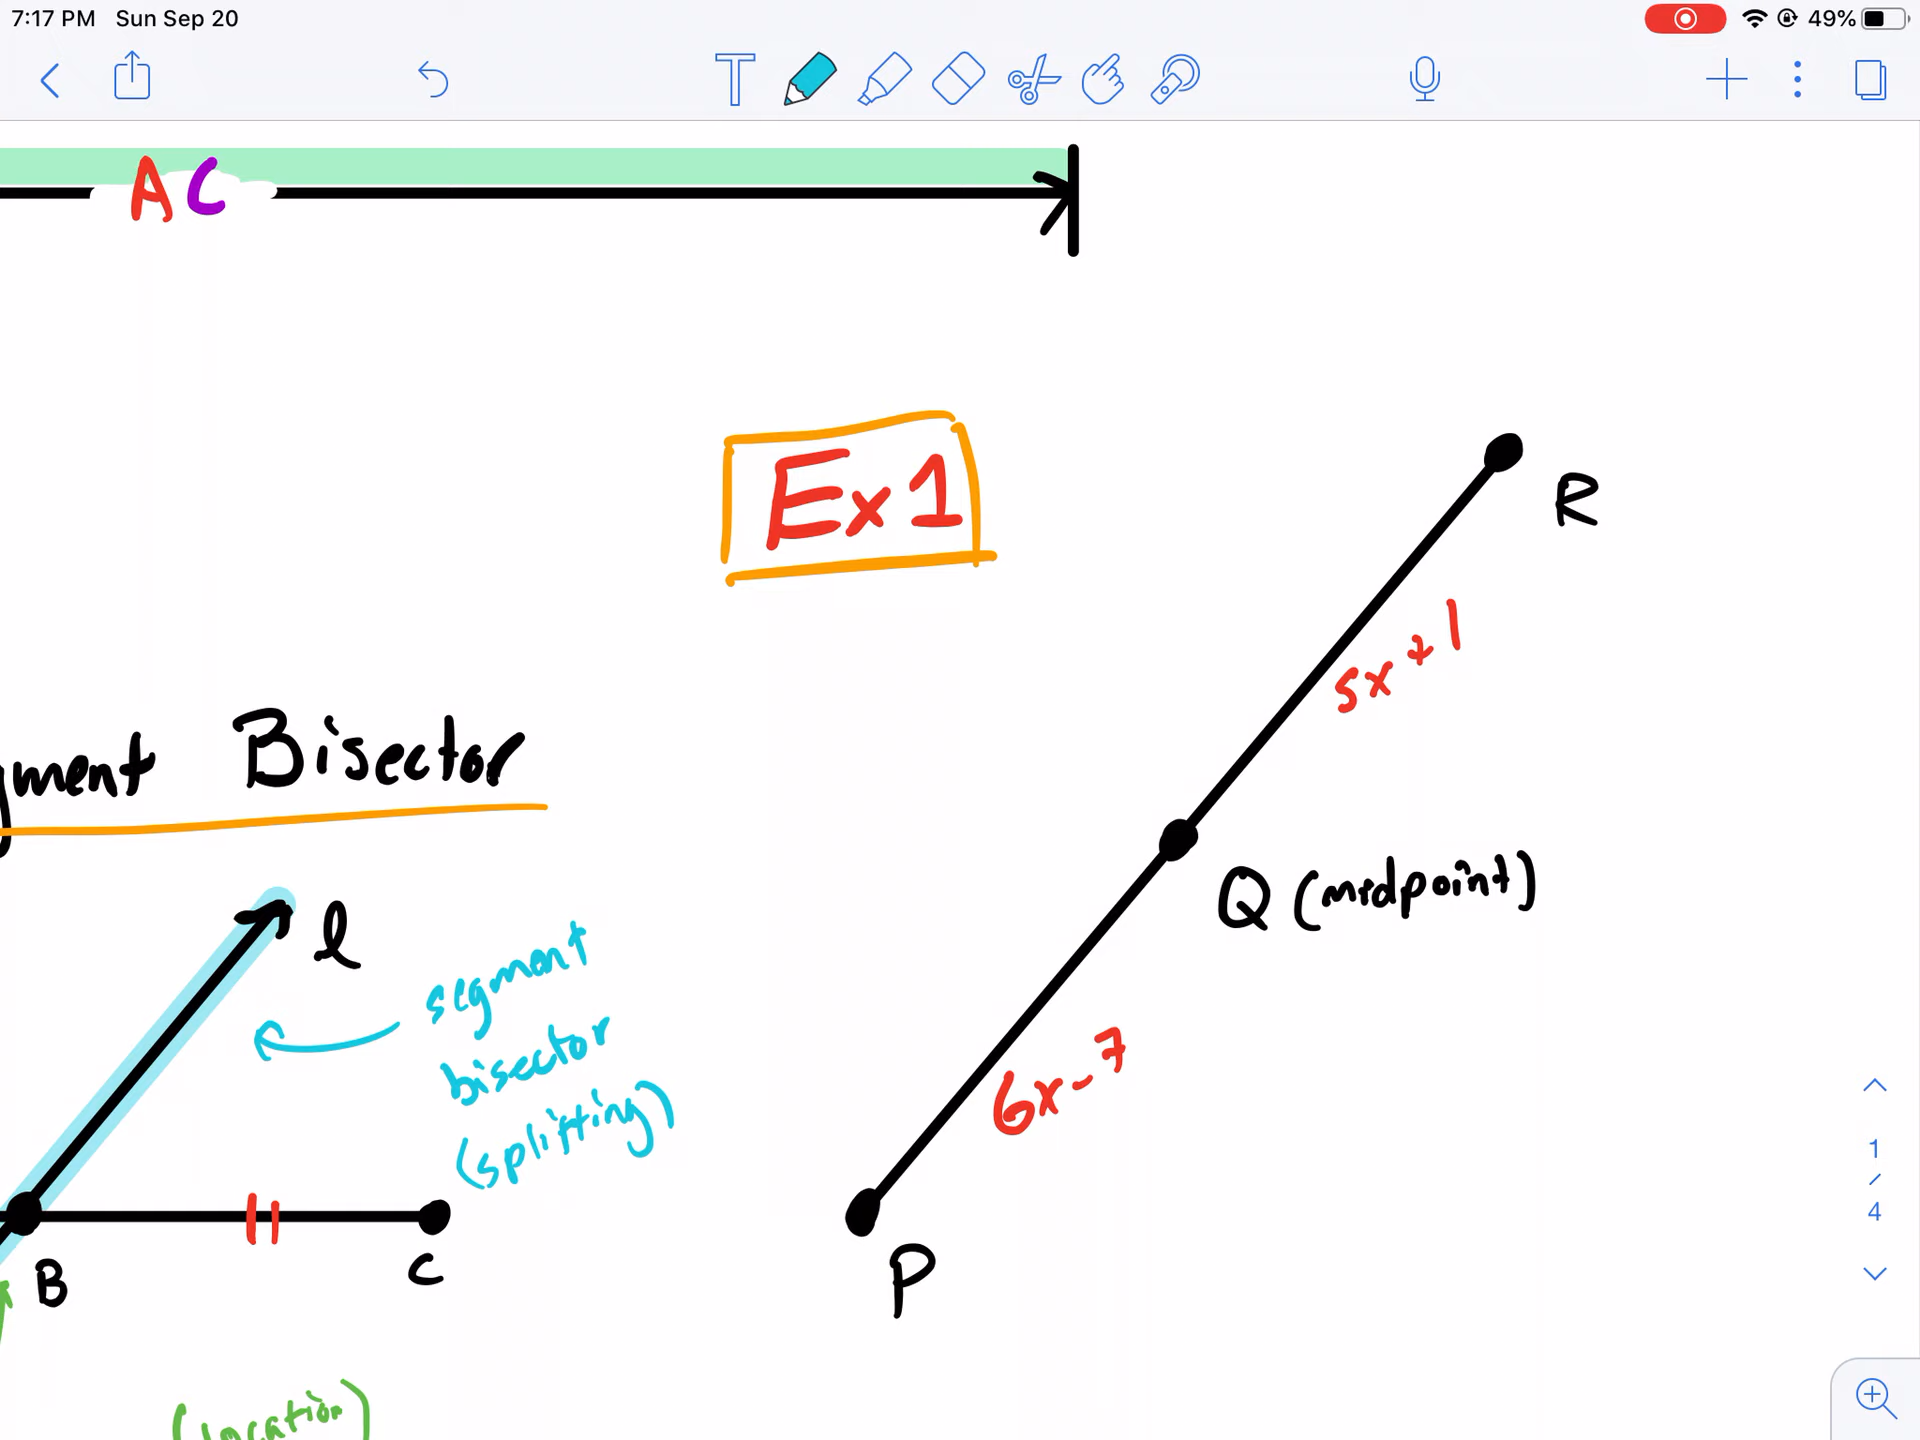 7:17 PM Sun Sep 20
49%
T
AC
Ex1
R
5x+1
gment Bisector
Q (midpoint)
l
segment
bisector
(splitting)
6x-7
1
/
4
B
C
P
(location)